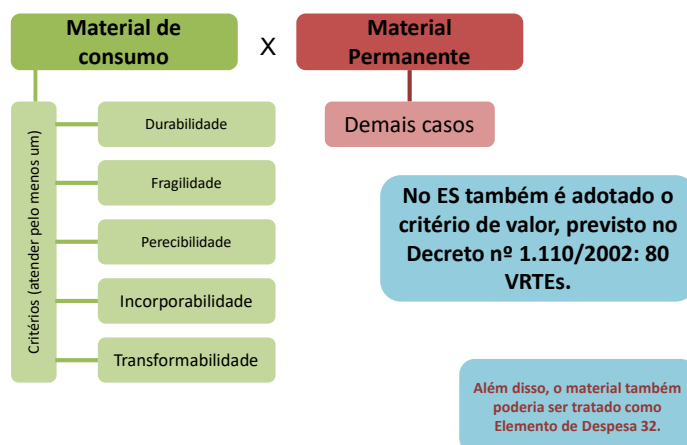 Material de
consumo
X
Material
Permanente
Critérios (atender pelo menos um)
Durabilidade
Fragilidade
Perecibilidade
Incorporabilidade
Transformabilidade
Demais casos
No ES também é adotado o
critério de valor, previsto no
Decreto nº 1.110/2002: 80
VRTEs.
Além disso, o material também
poderia ser tratado como
Elemento de Despesa 32.